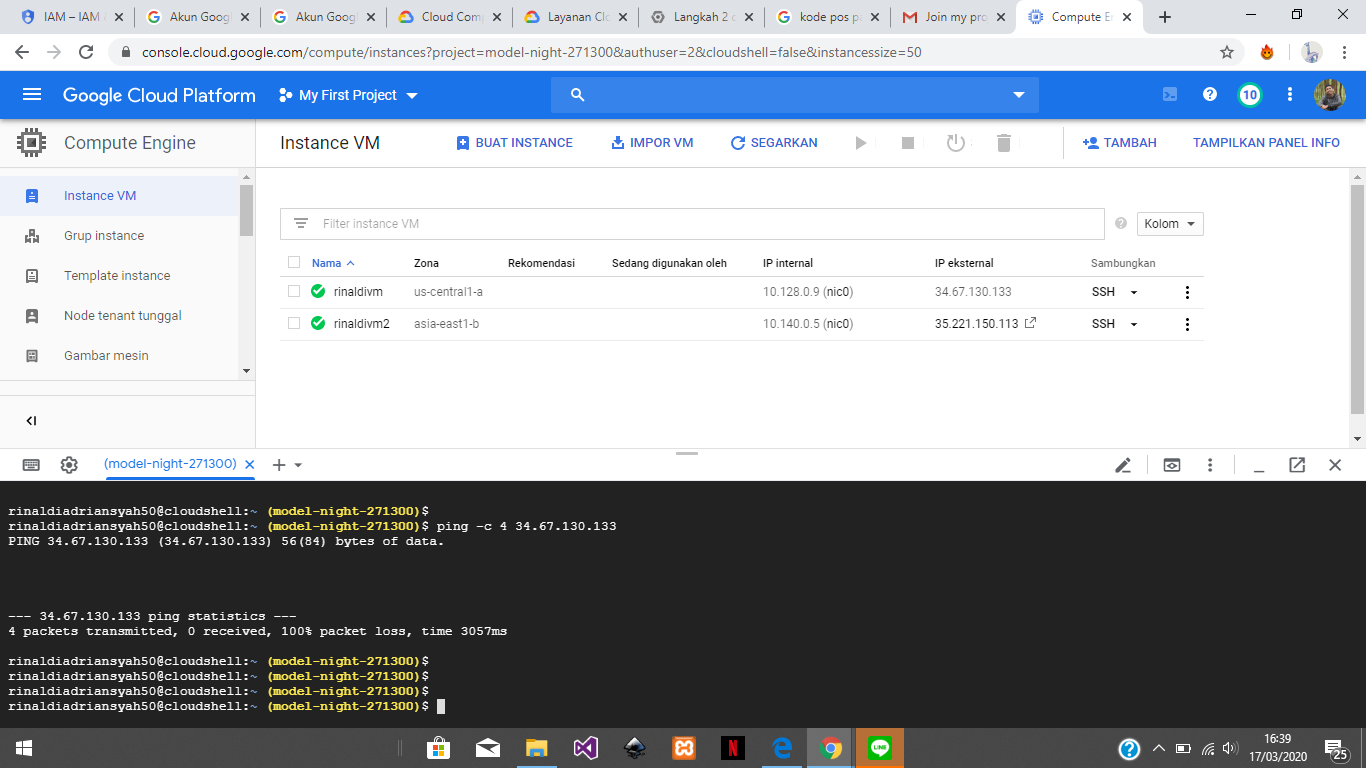 IAM – IAM
Akun Goog
Akun Goog
Cloud Com
Layanan Clo
Langkah 2 d
kode pos pa
Join my pro
Compute En
console.cloud.google.com/compute/instances?project=model-night-271300&authuser=2&cloudshell=false&instancessize=50
Google Cloud Platform
My First Project
10
Compute Engine
Instance VM
BUAT INSTANCE
IMPOR VM
SEGARKAN
TAMBAH
TAMPILKAN PANEL INFO
Instance VM
Grup instance
Template instance
Node tenant tunggal
Gambar mesin
Filter instance VM
Kolom
Nama Zona Rekomendasi Sedang digunakan oleh IP internal IP eksternal Sambungkan
rinaldivm us-central1-a 10.128.0.9 (nic0) 34.67.130.133 SSH
rinaldivm2 asia-east1-b 10.140.0.5 (nic0) 35.221.150.113 SSH
(model-night-271300)
rinaldiadriansyah50@cloudshell:~ (model-night-271300)$
rinaldiadriansyah50@cloudshell:~ (model-night-271300)$ ping -c 4 34.67.130.133
PING 34.67.130.133 (34.67.130.133) 56(84) bytes of data.
--- 34.67.130.133 ping statistics ---
4 packets transmitted, 0 received, 100% packet loss, time 3057ms
rinaldiadriansyah50@cloudshell:~ (model-night-271300)$
rinaldiadriansyah50@cloudshell:~ (model-night-271300)$
rinaldiadriansyah50@cloudshell:~ (model-night-271300)$
rinaldiadriansyah50@cloudshell:~ (model-night-271300)$
LINE
16:39
17/03/2020
25